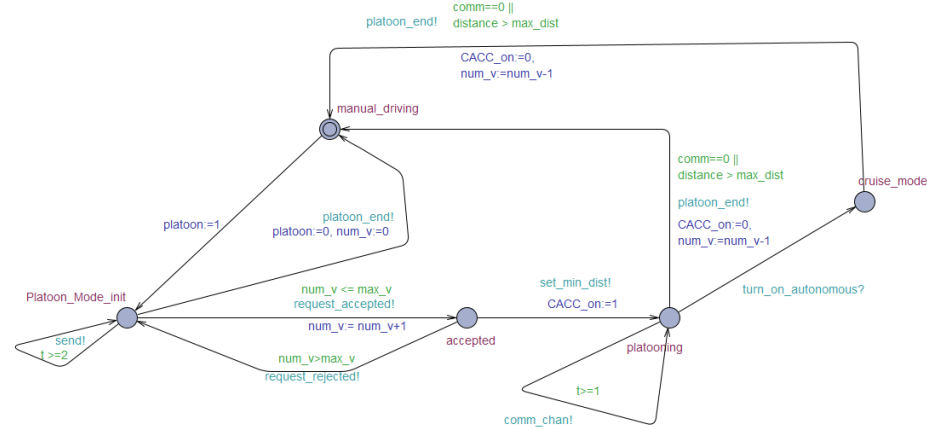 comm==0 ||
platoon_end!
distance > max_dist
CACC_on:=0,
num_v:=num_v-1
manual_driving
comm==0 ||
distance > max_dist
cruise_mode
platoon_end!
platoon_end!
platoon:=1
platoon:=0, num_v:=0
CACC_on:=0,
num_v:=num_v-1
Platoon_Mode_init
num_v <= max_v
request_accepted!
set_min_dist!
CACC_on:=1
turn_on_autonomous?
num_v:= num_v+1
send!
t >=2
accepted
platooning
num_v>max_v
request_rejected!
t>=1
comm_chan!